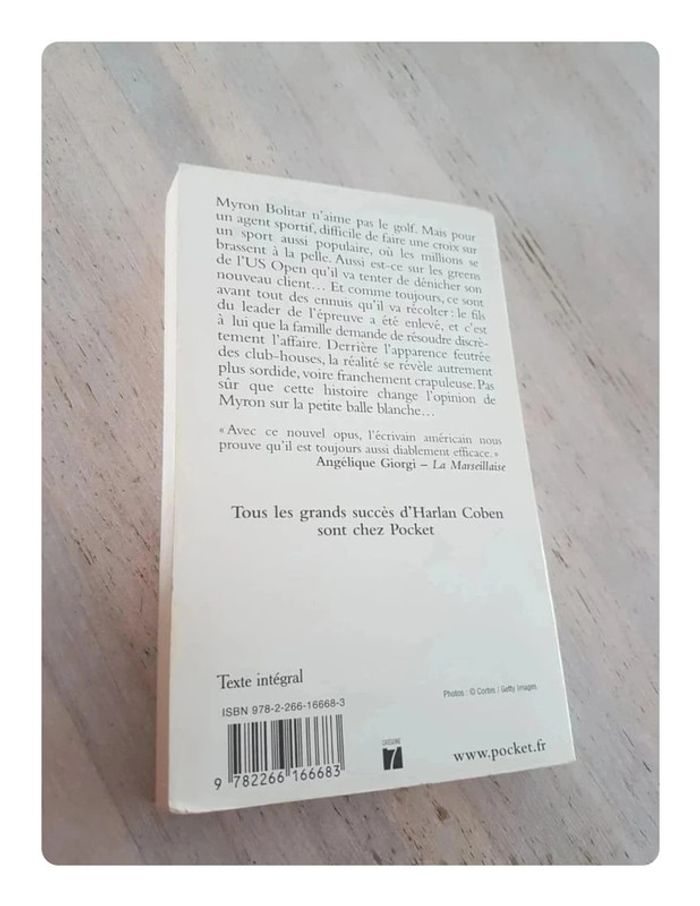 Myron Bolitar n'aime pas le golf. Mais pour
un agent sportif, difficile de faire une croix sur
un sport aussi populaire, où les millions se
brassent à la pelle. Aussi est-ce sur les greens
de l'US Open qu'il va tenter de dénicher son
nouveau client… Et comme toujours, ce sont
avant tout des ennuis qu'il va récolter : le fils
du leader de l'épreuve a été enlevé, et c'est
à lui que la famille demande de résoudre discrè-
tement l'affaire. Derrière l'apparence feutrée
des club-houses, la réalité se révèle autrement
plus sordide, voire franchement crapuleuse. Pas
sûr que cette histoire change l'opinion de
Myron sur la petite balle blanche…
« Avec ce nouvel opus, l'écrivain américain nous
prouve qu'il est toujours aussi diablement efficace. »
Angélique Giorgi – La Marseillaise
Tous les grands succès d'Harlan Coben
sont chez Pocket
Texte intégral
Photos : © Corbis / Getty Images
ISBN 978-2-266-16668-3
9 782266 166683
CATÉGORIE
7
www.pocket.fr